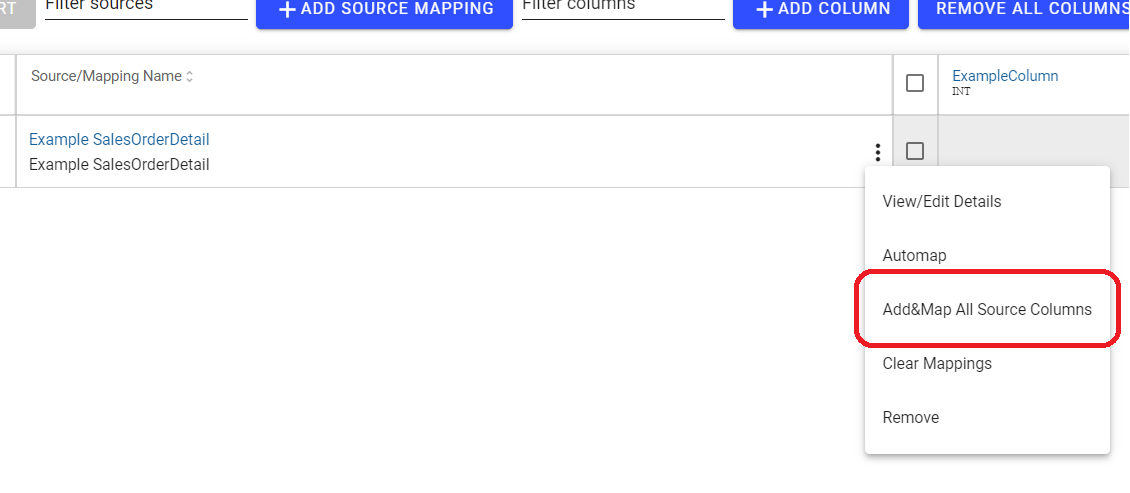 RT
Filter sources
ADD SOURCE MAPPING
Filter columns
ADD COLUMN
REMOVE ALL COLUMNS
Source/Mapping Name
ExampleColumn
INT
Example SalesOrderDetail
Example SalesOrderDetail
View/Edit Details
Automap
Add&Map All Source Columns
Clear Mappings
Remove